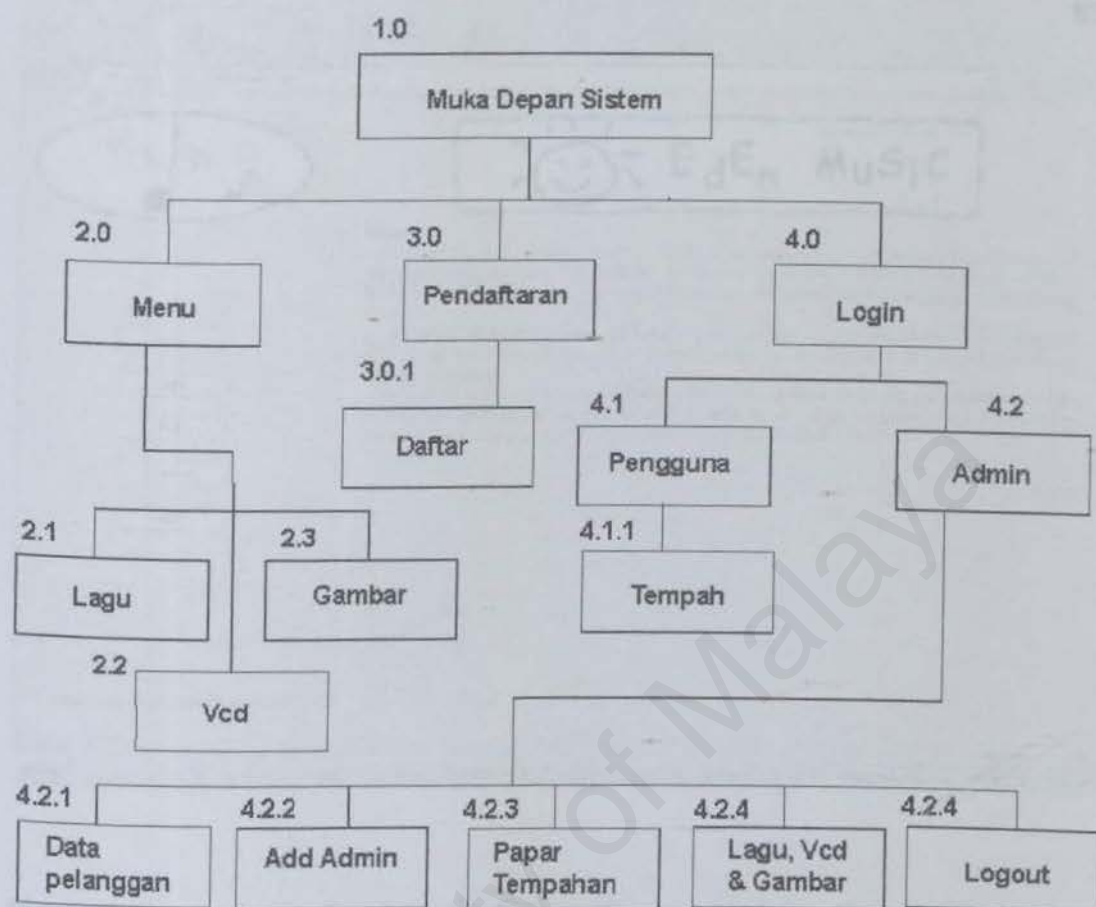 1.0
Muka Depan Sistem
2.0
3.0
4.0
Menu
Pendaftaran
Login
3.0.1
4.1
4.2
Daftar
Pengguna
Admin
2.1
2.3
4.1.1
Lagu
Gambar
Tempah
2.2
Vcd
4.2.1
4.2.2
4.2.3
4.2.4
4.2.4
Data
pelanggan
Add Admin
Papar
Tempahan
Lagu, Vcd
& Gambar
Logout
of Malaya